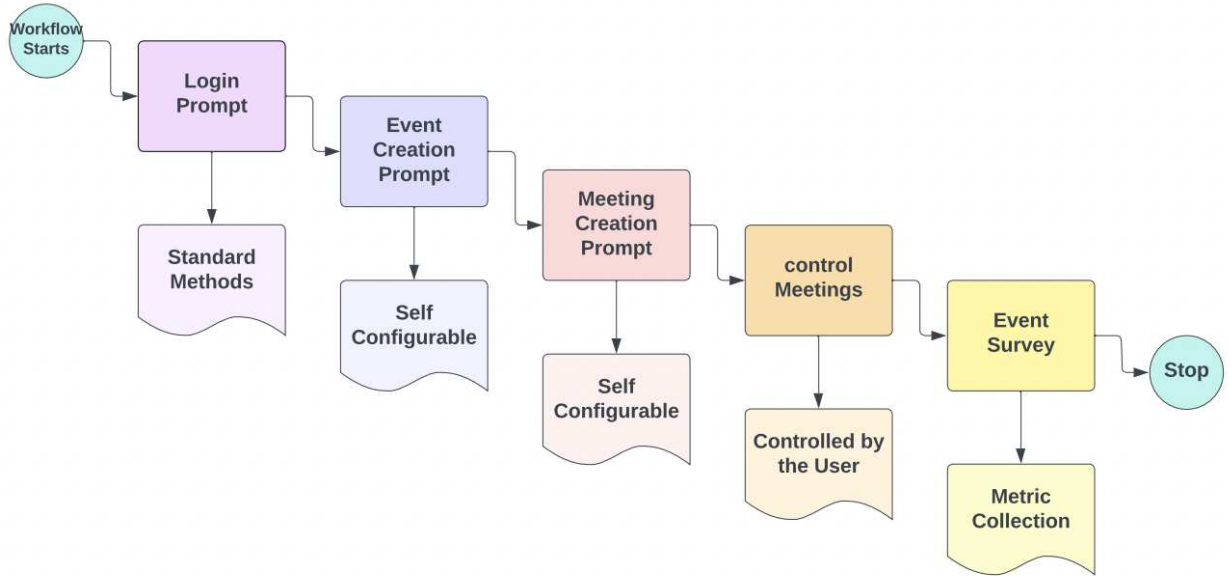 Workflow
Starts
Login
Prompt
Standard
Methods
Event
Creation
Prompt
Self
Configurable
Meeting
Creation
Prompt
Self
Configurable
control
Meetings
Controlled by
the User
Event
Survey
Metric
Collection
Stop